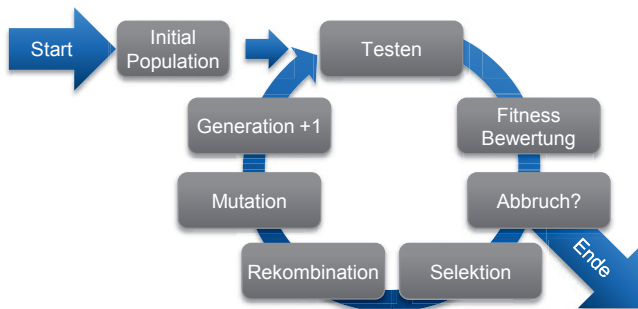 Start
Initial
Population
Testen
Fitness
Bewertung
Abbruch?
Ende
Selektion
Rekombination
Mutation
Generation +1